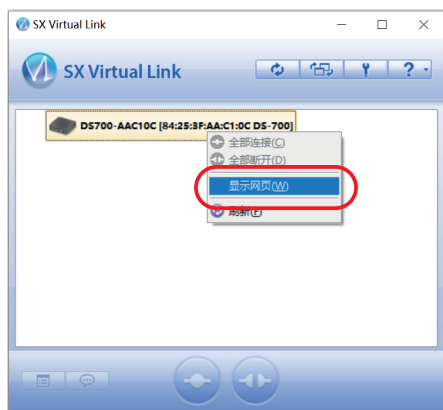 SX Virtual Link
SX Virtual Link
?
DS700-AAC10C [84:25:3F:AA:C1:0C DS-700]
全部连接(C)
全部断开(D)
显示网页(W)
刷新(F)